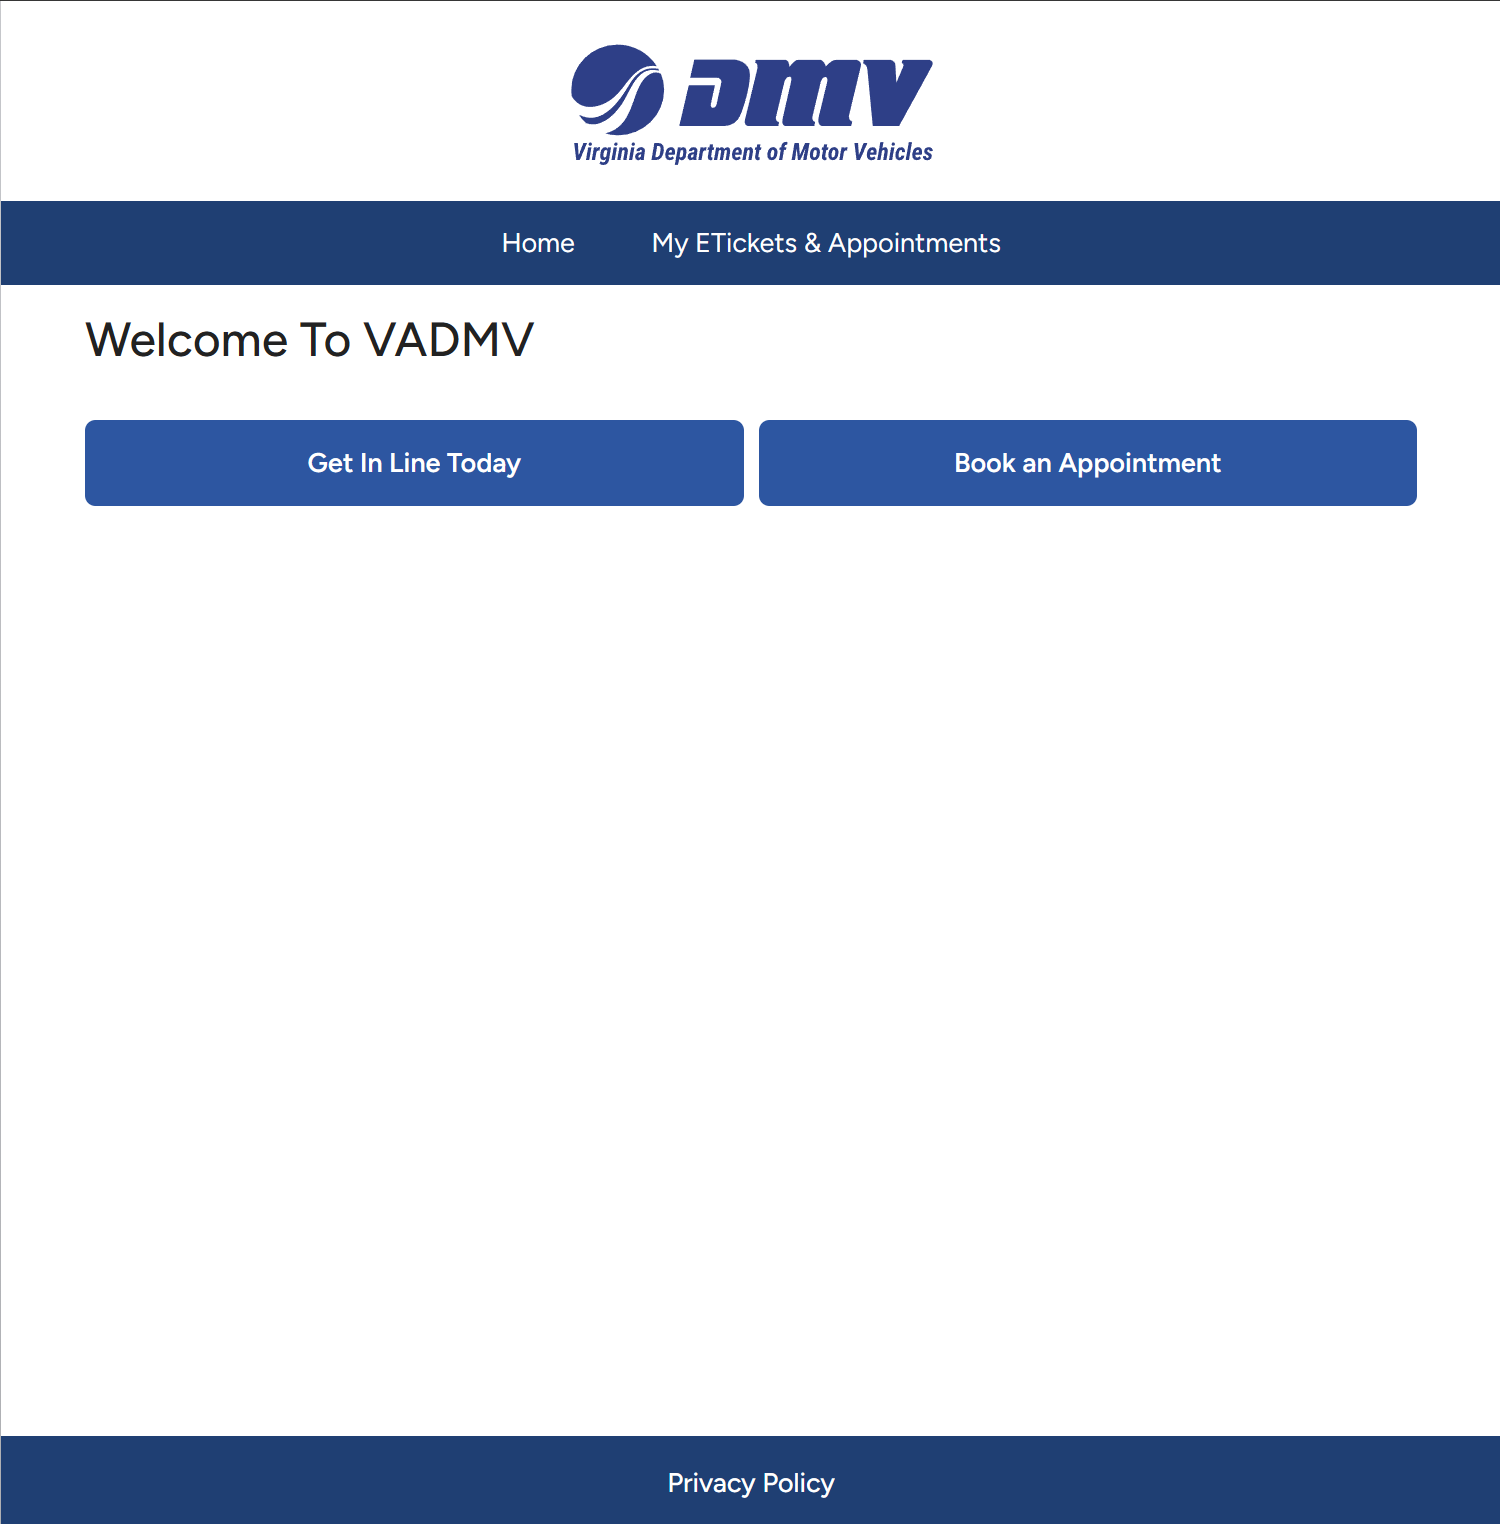 DMV
Virginia Department of Motor Vehicles
Home My ETickets & Appointments
Welcome To VADMV
Get In Line Today Book an Appointment
Privacy Policy